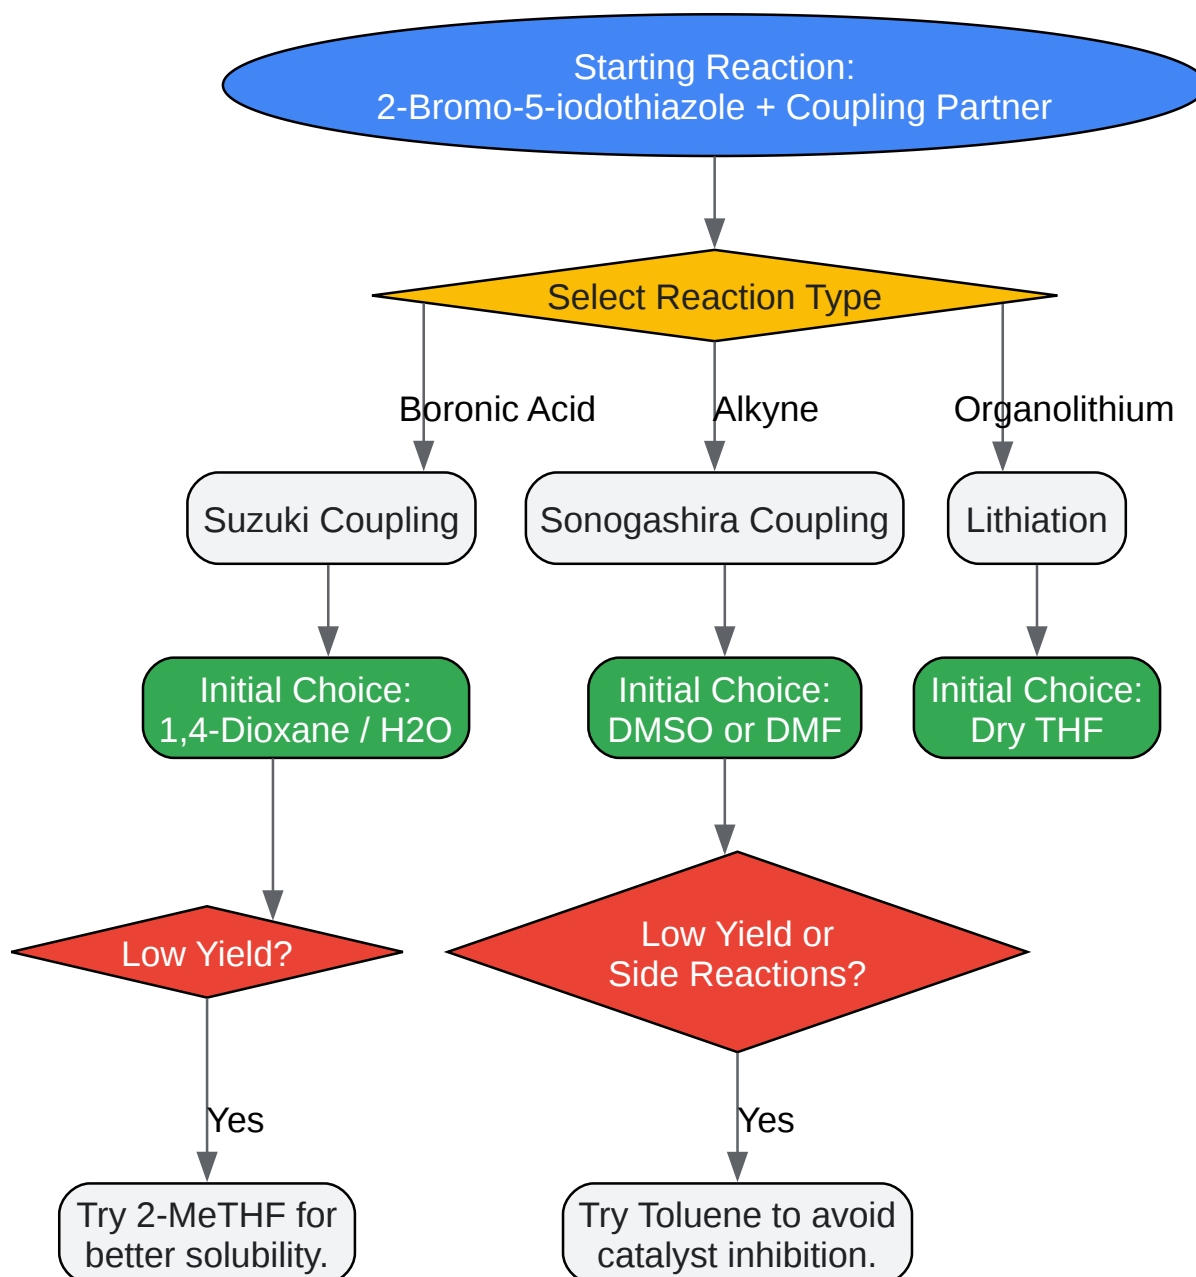 Starting Reaction:
2-Bromo-5-iodothiazole + Coupling Partner
Select Reaction Type
Boronic Acid
Alkyne
Organolithium
Suzuki Coupling
Sonogashira Coupling
Lithiation
Initial Choice:
1,4-Dioxane / H2O
Initial Choice:
DMSO or DMF
Initial Choice:
Dry THF
Low Yield?
Low Yield or
Side Reactions?
Yes
Yes
Try 2-MeTHF for
better solubility.
Try Toluene to avoid
catalyst inhibition.